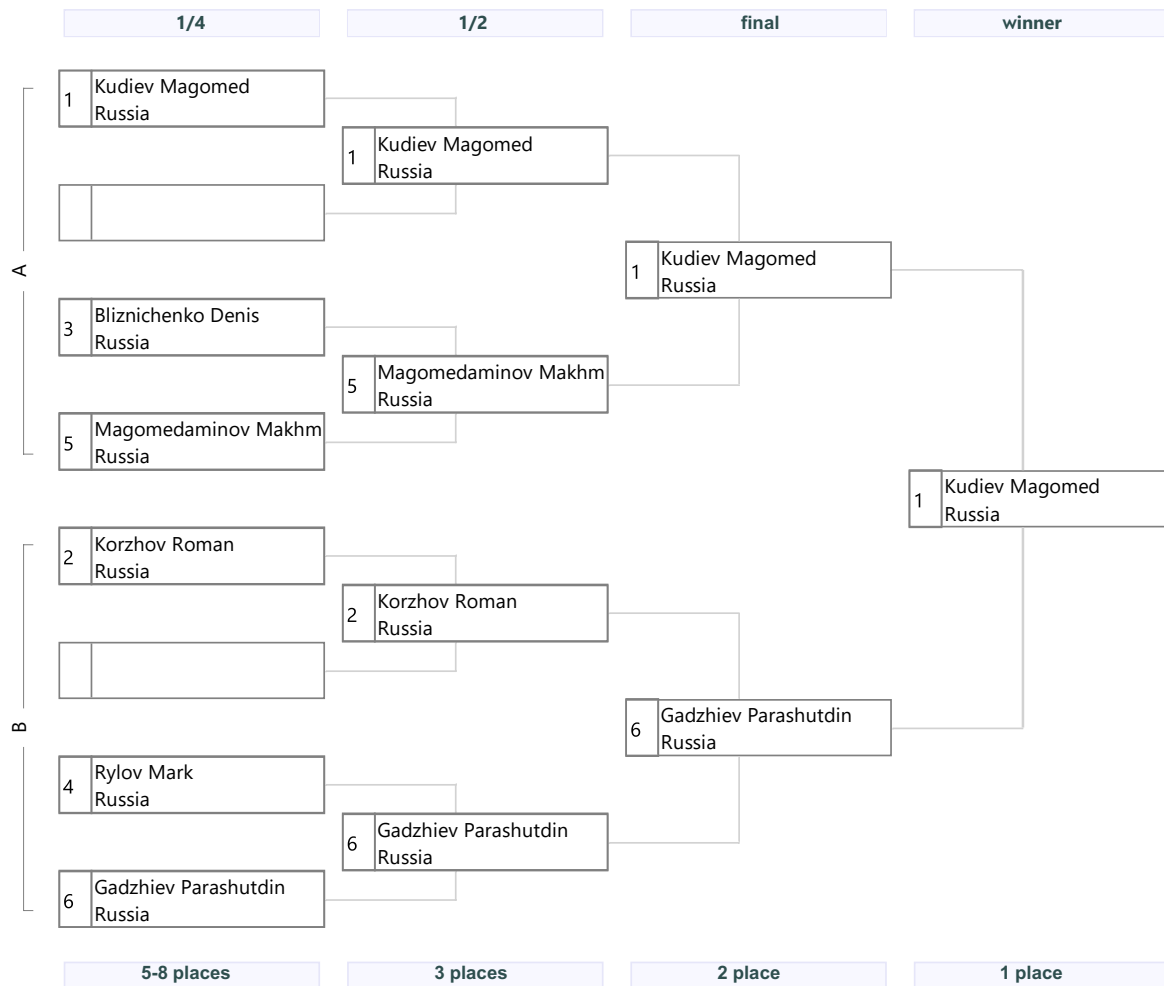 1/4 1/2 final winner
1 Kudiev Magomed
Russia
1 Kudiev Magomed
Russia
A
1 Kudiev Magomed
Russia
3 Bliznichenko Denis
Russia
5 Magomedaminov Makhm
Russia
5 Magomedaminov Makhm
Russia
1 Kudiev Magomed
Russia
2 Korzhov Roman
Russia
2 Korzhov Roman
Russia
B
6 Gadzhiev Parashutdin
Russia
4 Rylov Mark
Russia
6 Gadzhiev Parashutdin
Russia
6 Gadzhiev Parashutdin
Russia
5-8 places 3 places 2 place 1 place